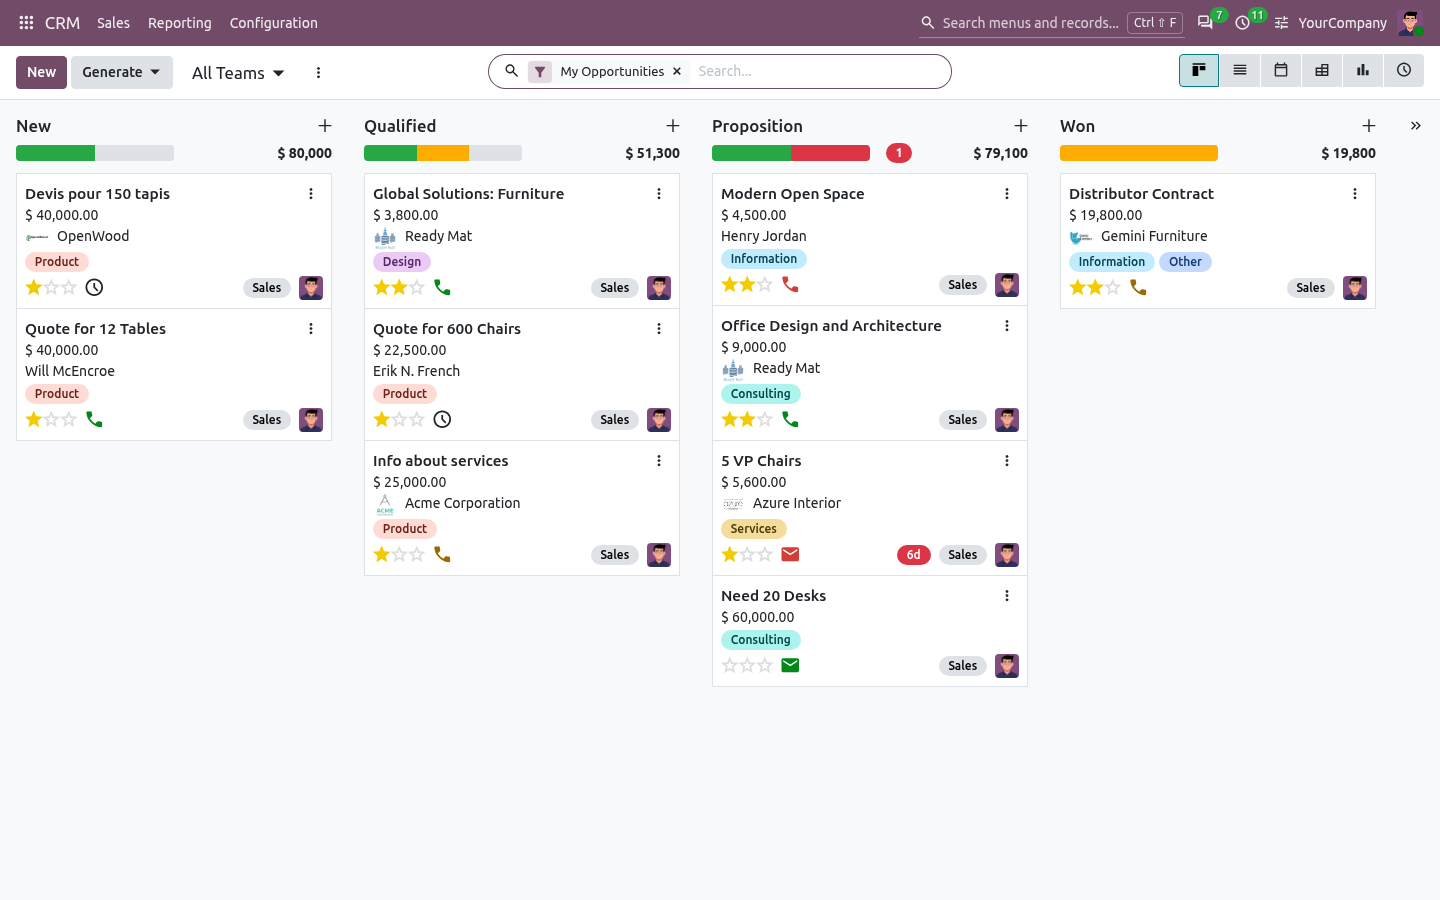 CRM Sales Reporting Configuration Search menus and records... Ctrl ⇧ F 7 11 YourCompany
New Generate All Teams My Opportunities × Search...
New
$ 80,000
Devis pour 150 tapis
$ 40,000.00
OpenWood
Product
Sales
Quote for 12 Tables
$ 40,000.00
Will McEncroe
Product
Sales
Qualified
$ 51,300
Global Solutions: Furniture
$ 3,800.00
Ready Mat
Design
Sales
Quote for 600 Chairs
$ 22,500.00
Erik N. French
Product
Sales
Info about services
$ 25,000.00
ACME Acme Corporation
Product
Sales
Proposition
1 $ 79,100
Modern Open Space
$ 4,500.00
Henry Jordan
Information
Sales
Office Design and Architecture
$ 9,000.00
Ready Mat
Consulting
Sales
5 VP Chairs
$ 5,600.00
Azure Interior
Services
6d Sales
Need 20 Desks
$ 60,000.00
Consulting
Sales
Won
$ 19,800
Distributor Contract
$ 19,800.00
Gemini Furniture
Information Other
Sales